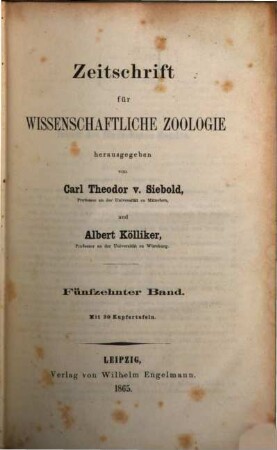 Zeitschrift
für
WISSENSCHAFTLICHE ZOOLOGIE
herausgegeben
von
Carl Theodor v. Siebold,
Professor an der Universität zu München,
und
Albert Kölliker,
Professor an der Universität zu Würzburg.
Fünfzehnter Band.
Mit 30 Kupfertafeln.
LEIPZIG,
Verlag von Wilhelm Engelmann.
1865.